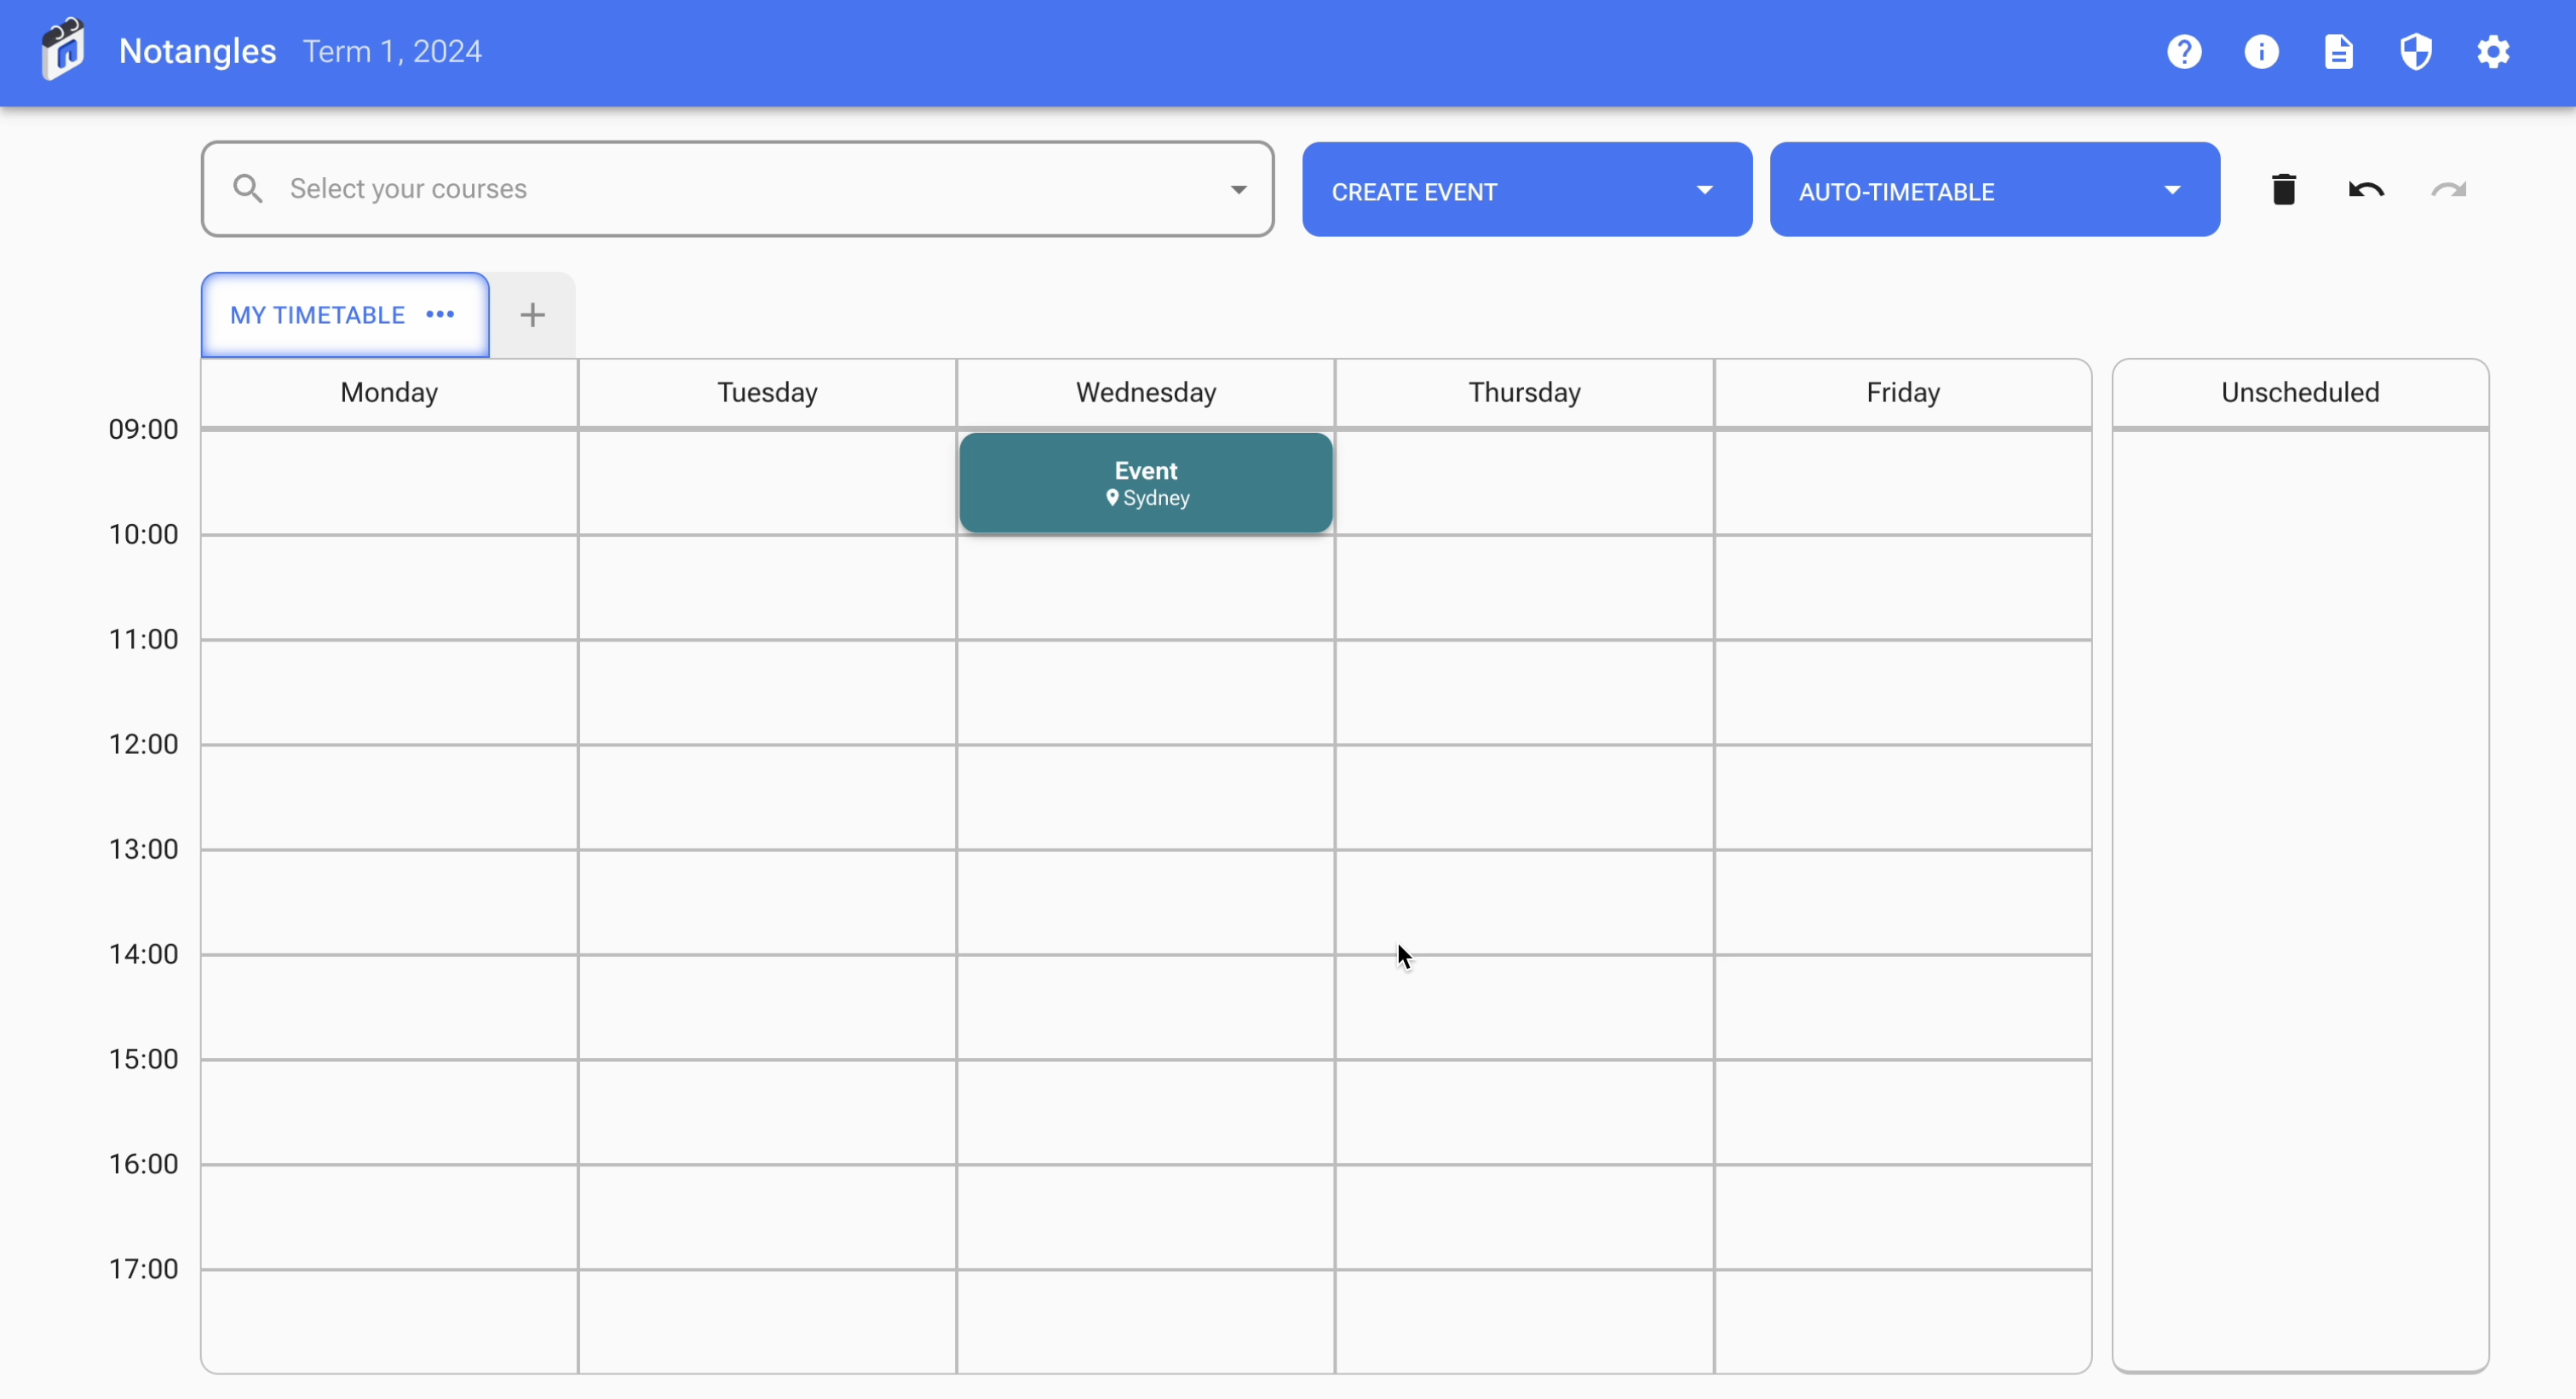 Notangles Term 1, 2024
Select your courses
CREATE EVENT
AUTO-TIMETABLE
MY TIMETABLE
Monday Tuesday Wednesday Thursday Friday Unscheduled
09:00
Event
Sydney
10:00
11:00
12:00
13:00
14:00
15:00
16:00
17:00